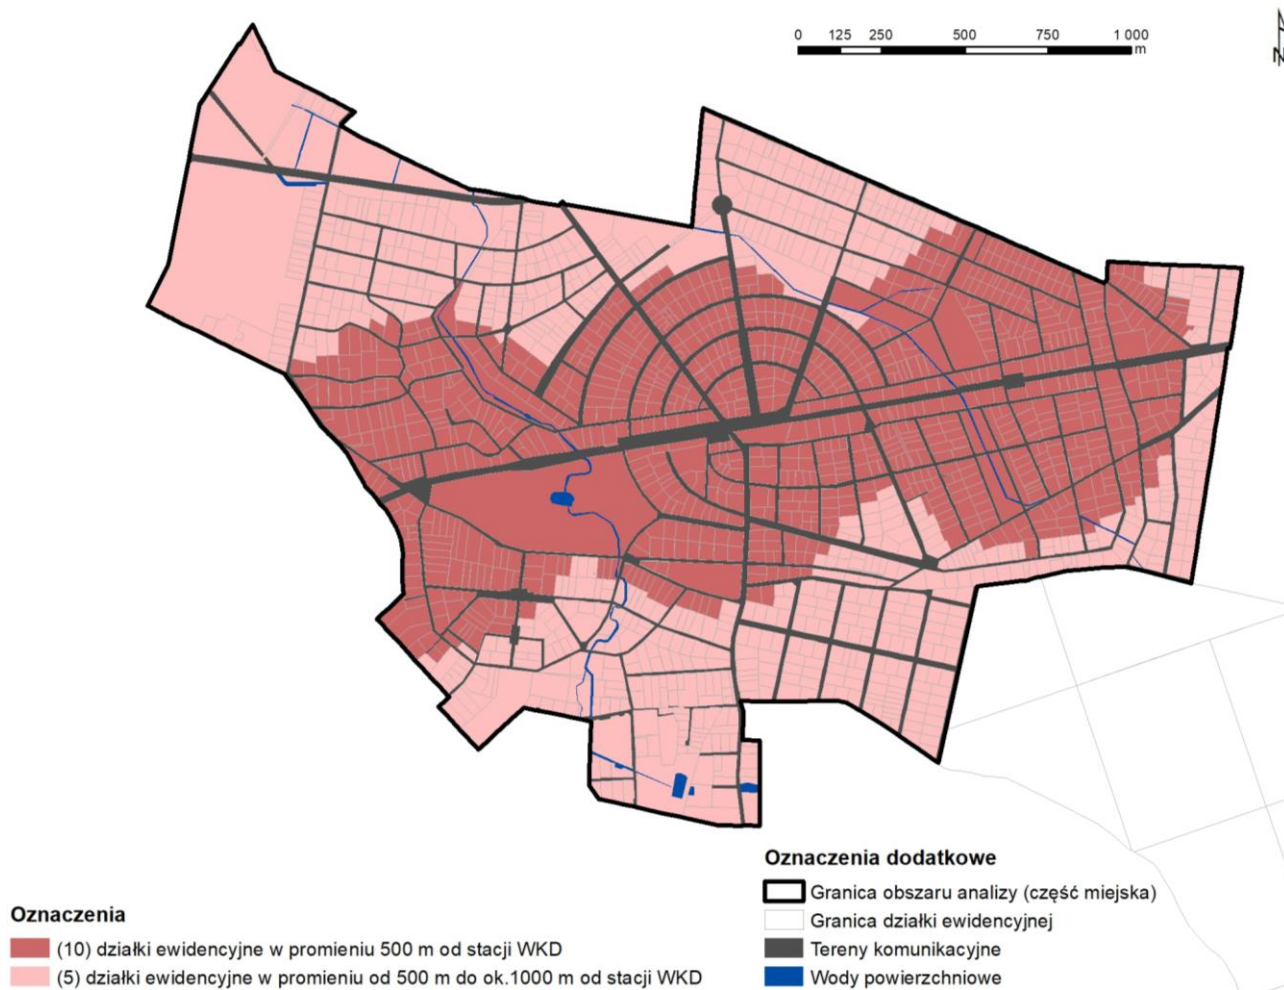 0 125 250 500 750 1 000
m
N
Oznaczenia dodatkowe
Granica obszaru analizy (część miejska)
Granica działki ewidencyjnej
Tereny komunikacyjne
Wody powierzchniowe
Oznaczenia
(10) działki ewidencyjne w promieniu 500 m od stacji WKD
(5) działki ewidencyjne w promieniu od 500 m do ok.1000 m od stacji WKD